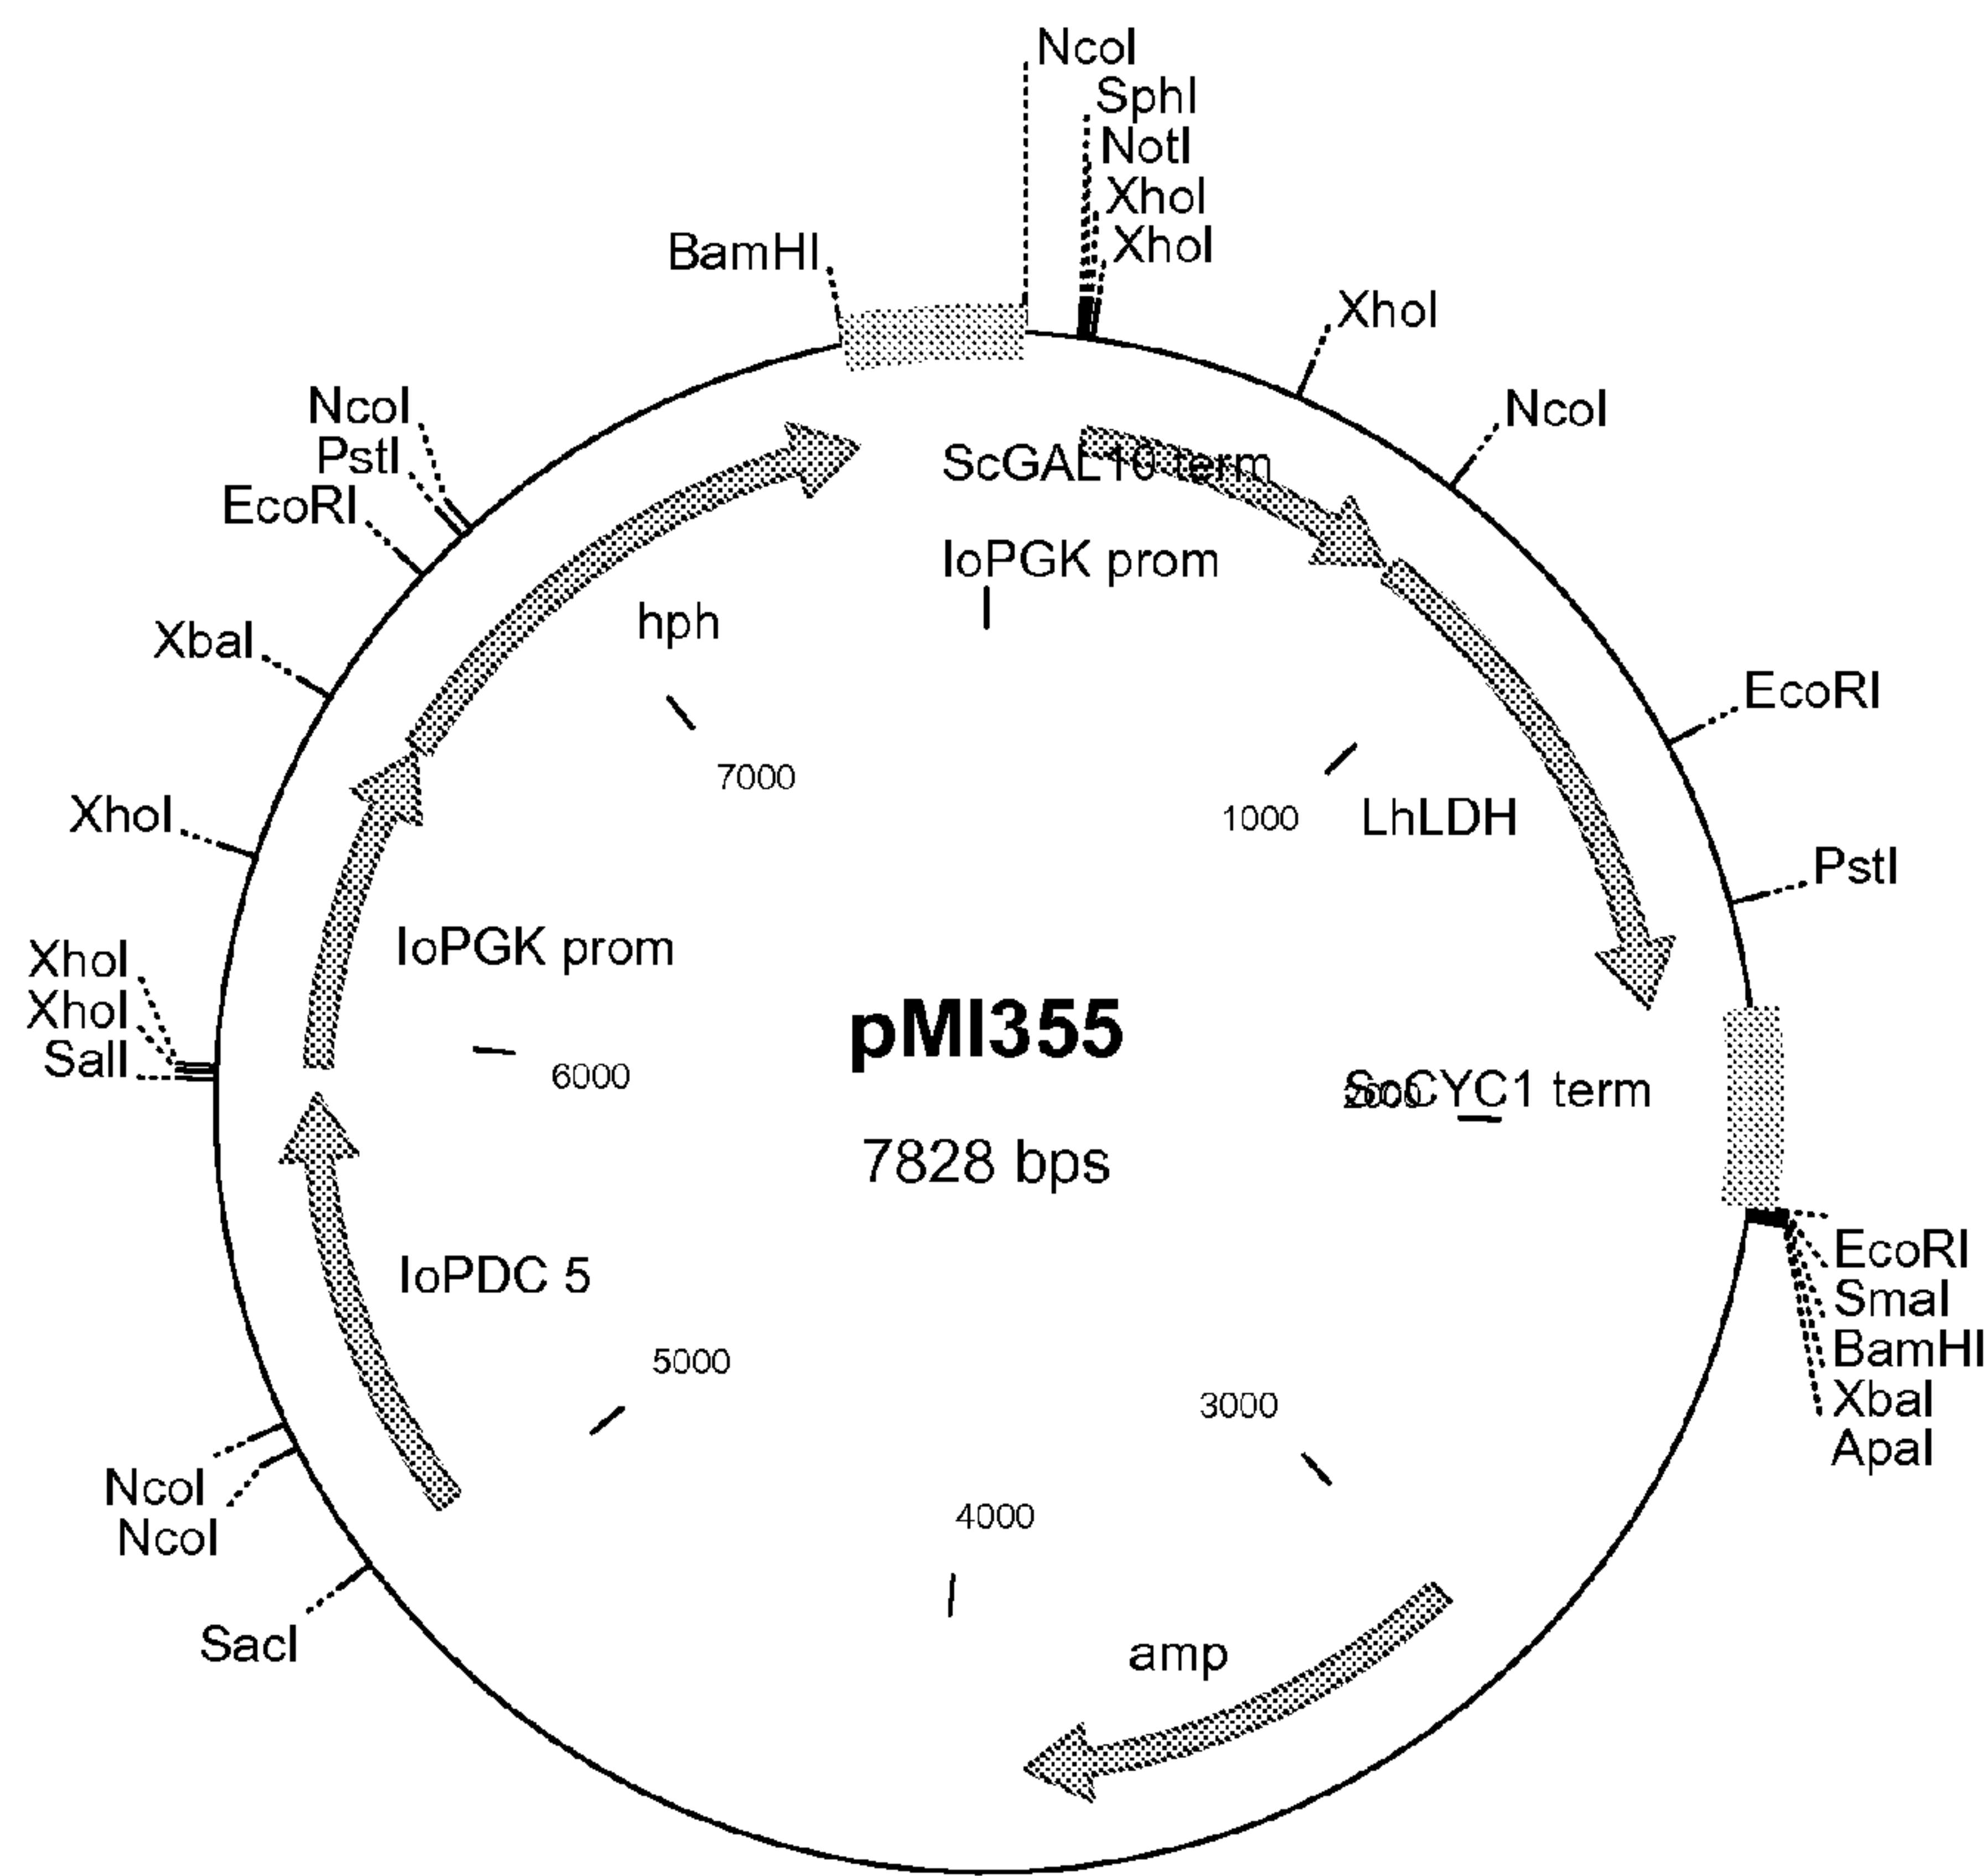 NcoI
SphI
NotI
XhoI
XhoI
BamHI
XhoI
NcoI
NcoI
PstI
EcoRI
ScGAL10 term
IoPGK prom
hph
XbaI
EcoRI
7000
1000
LhLDH
XhoI
PstI
IoPGK prom
XhoI
XhoI
SalI
pMI355
6000
2000
ScCYC1 term
7828 bps
IoPDC 5
EcoRI
SmaI
BamHI
XbaI
ApaI
5000
3000
NcoI
NcoI
4000
SacI
amp